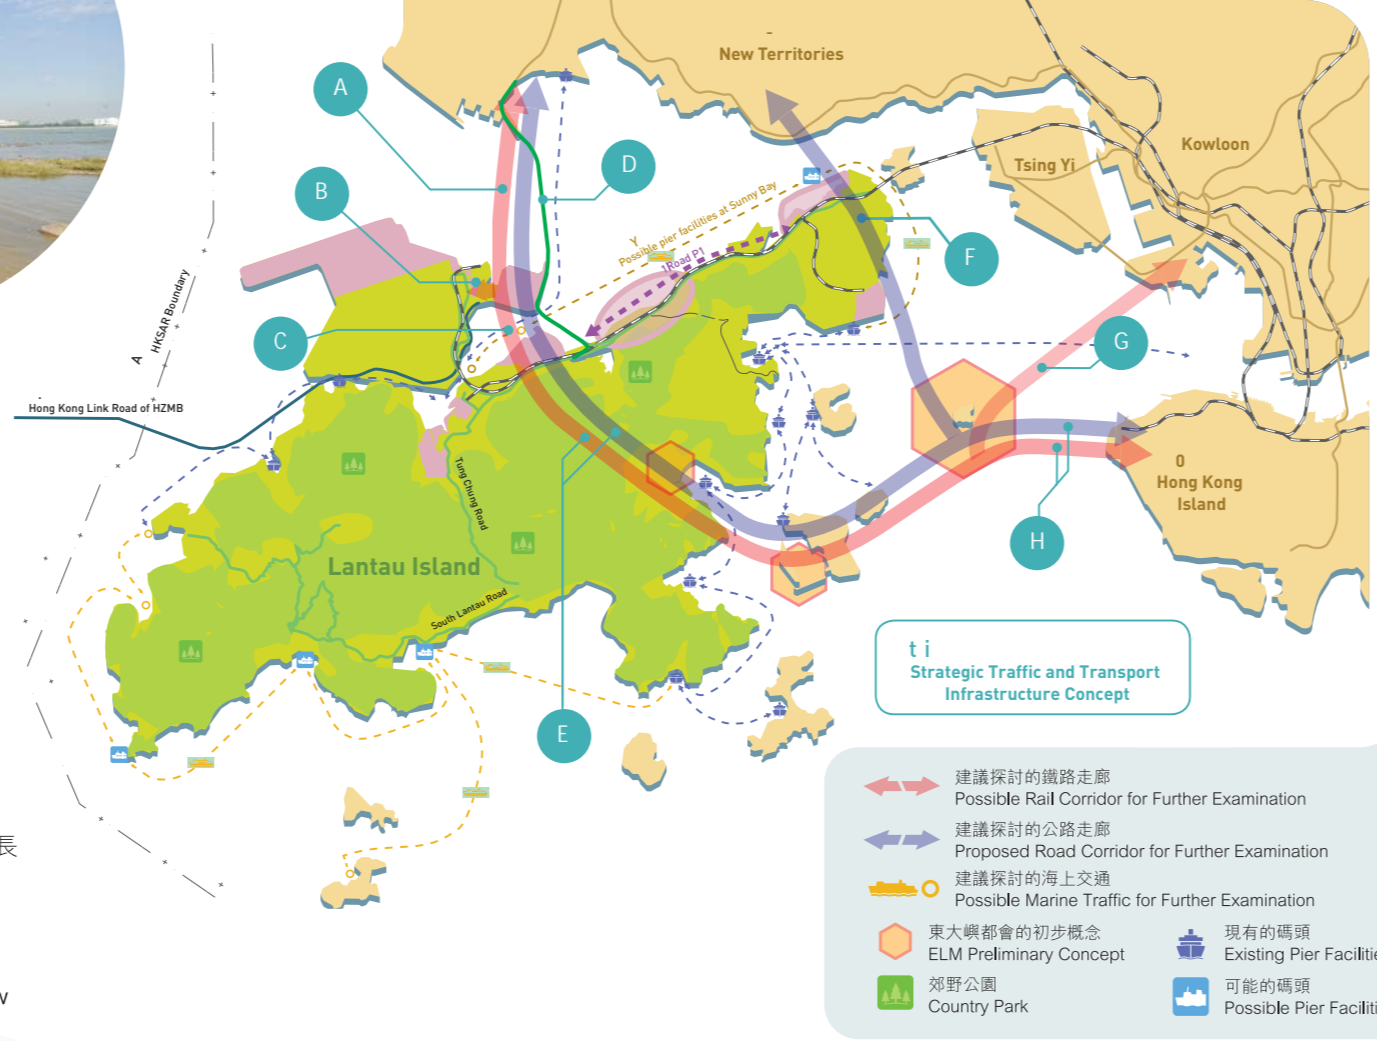 -
New Territories
A
Kowloon
Tsing Yi
D
B
Y
Possible pier facilities at Sunny Bay
1Road P1
F
A HKSAR Boundary
C
G
Hong Kong Link Road of HZMB
Tung Chung Road
0
Hong Kong
Island
H
Lantau Island
South Lantau Road
t i
Strategic Traffic and Transport
Infrastructure Concept
E
建議探討的鐵路走廊
Possible Rail Corridor for Further Examination
建議探討的公路走廊
Proposed Road Corridor for Further Examination
長
建議探討的海上交通
Possible Marine Traffic for Further Examination
東大嶼都會的初步概念
ELM Preliminary Concept
現有的碼頭
Existing Pier Facilitie
郊野公園
Country Park
可能的碼頭
Possible Pier Faciliti
w